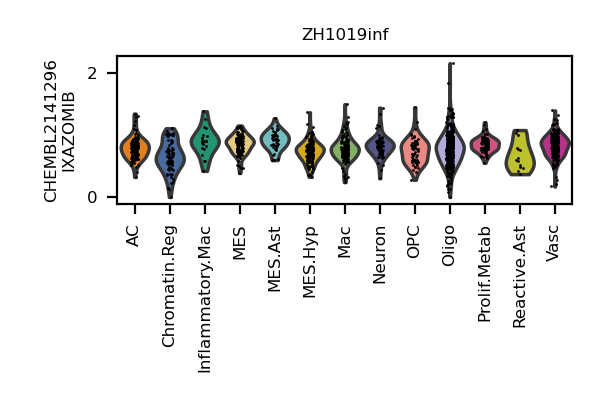 ZH1019inf
CHEMBL2141296
IXAZOMIB
2
0
AC
Chromatin.Reg
Inflammatory.Mac
MES
MES.Ast
MES.Hyp
Mac
Neuron
OPC
Oligo
Prolif.Metab
Reactive.Ast
Vasc